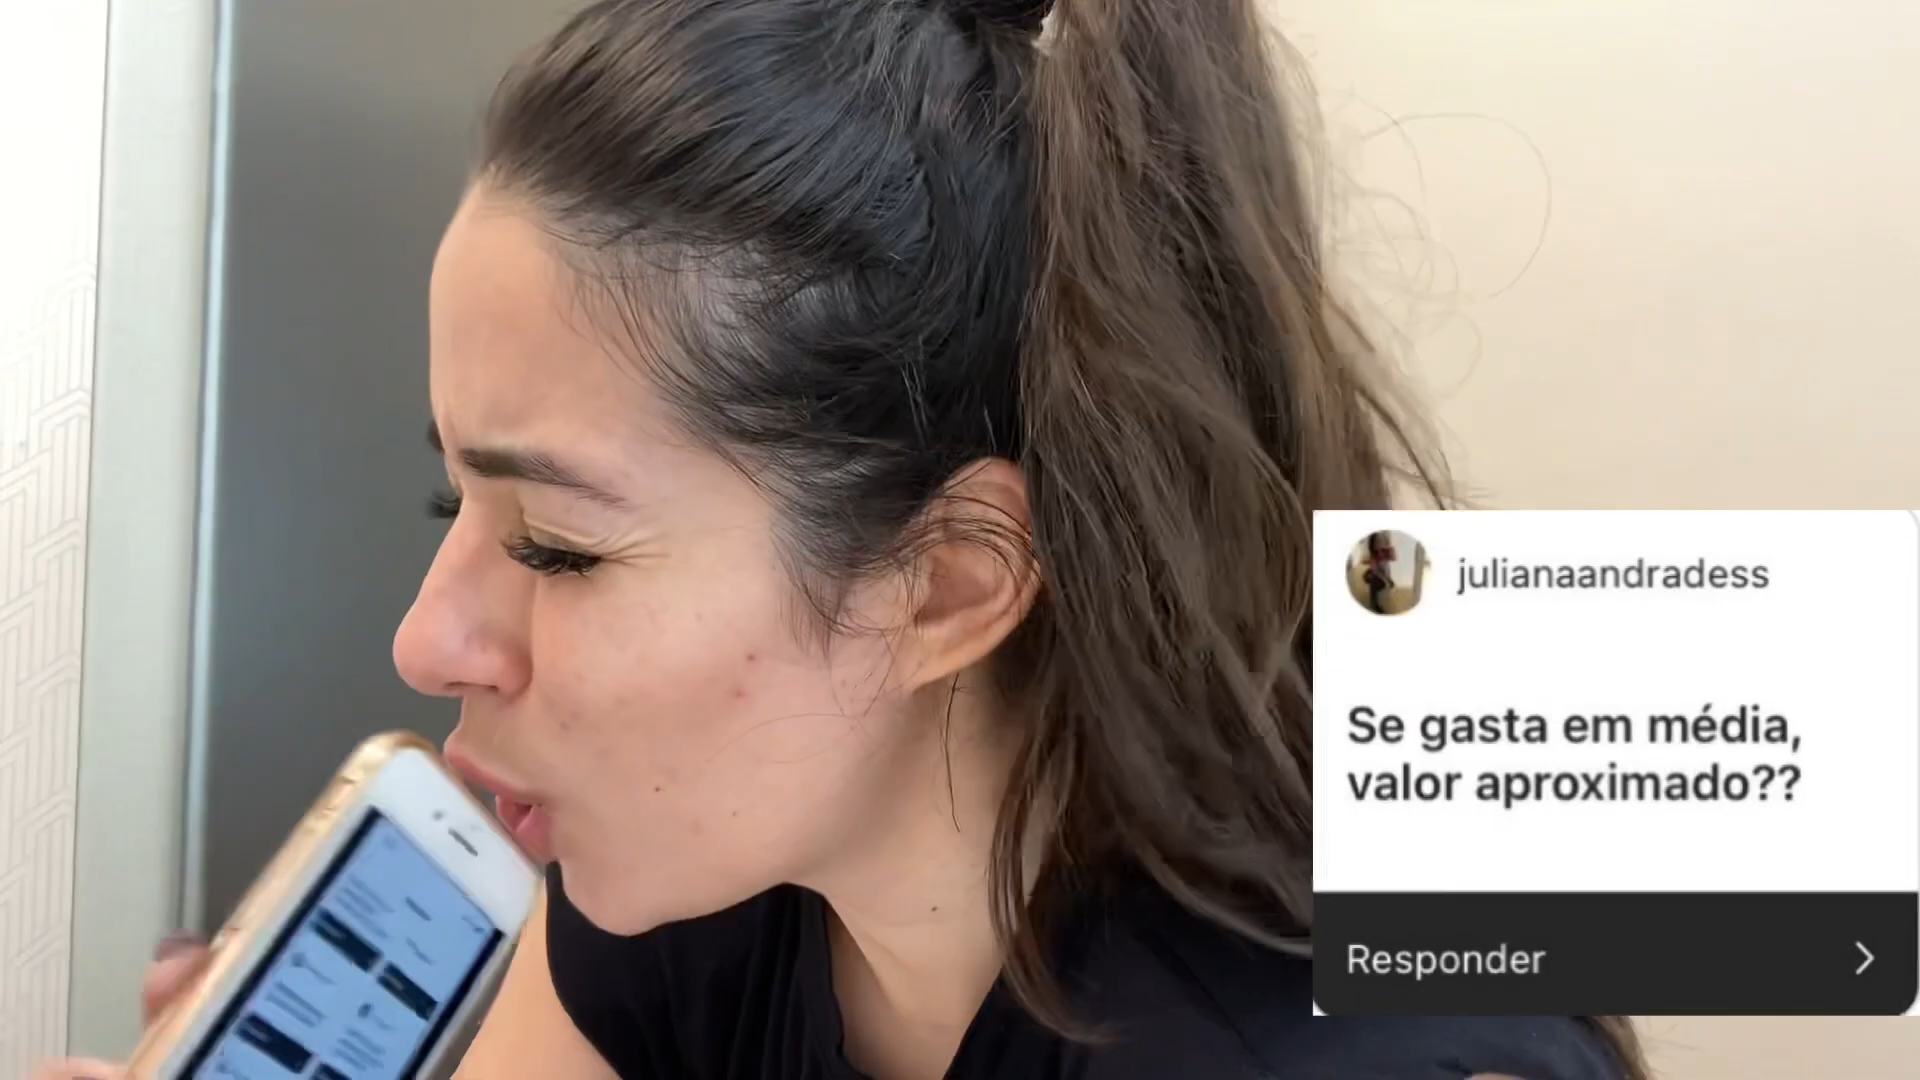 julianaandradess
Se gasta em média,
valor aproximado??
Responder